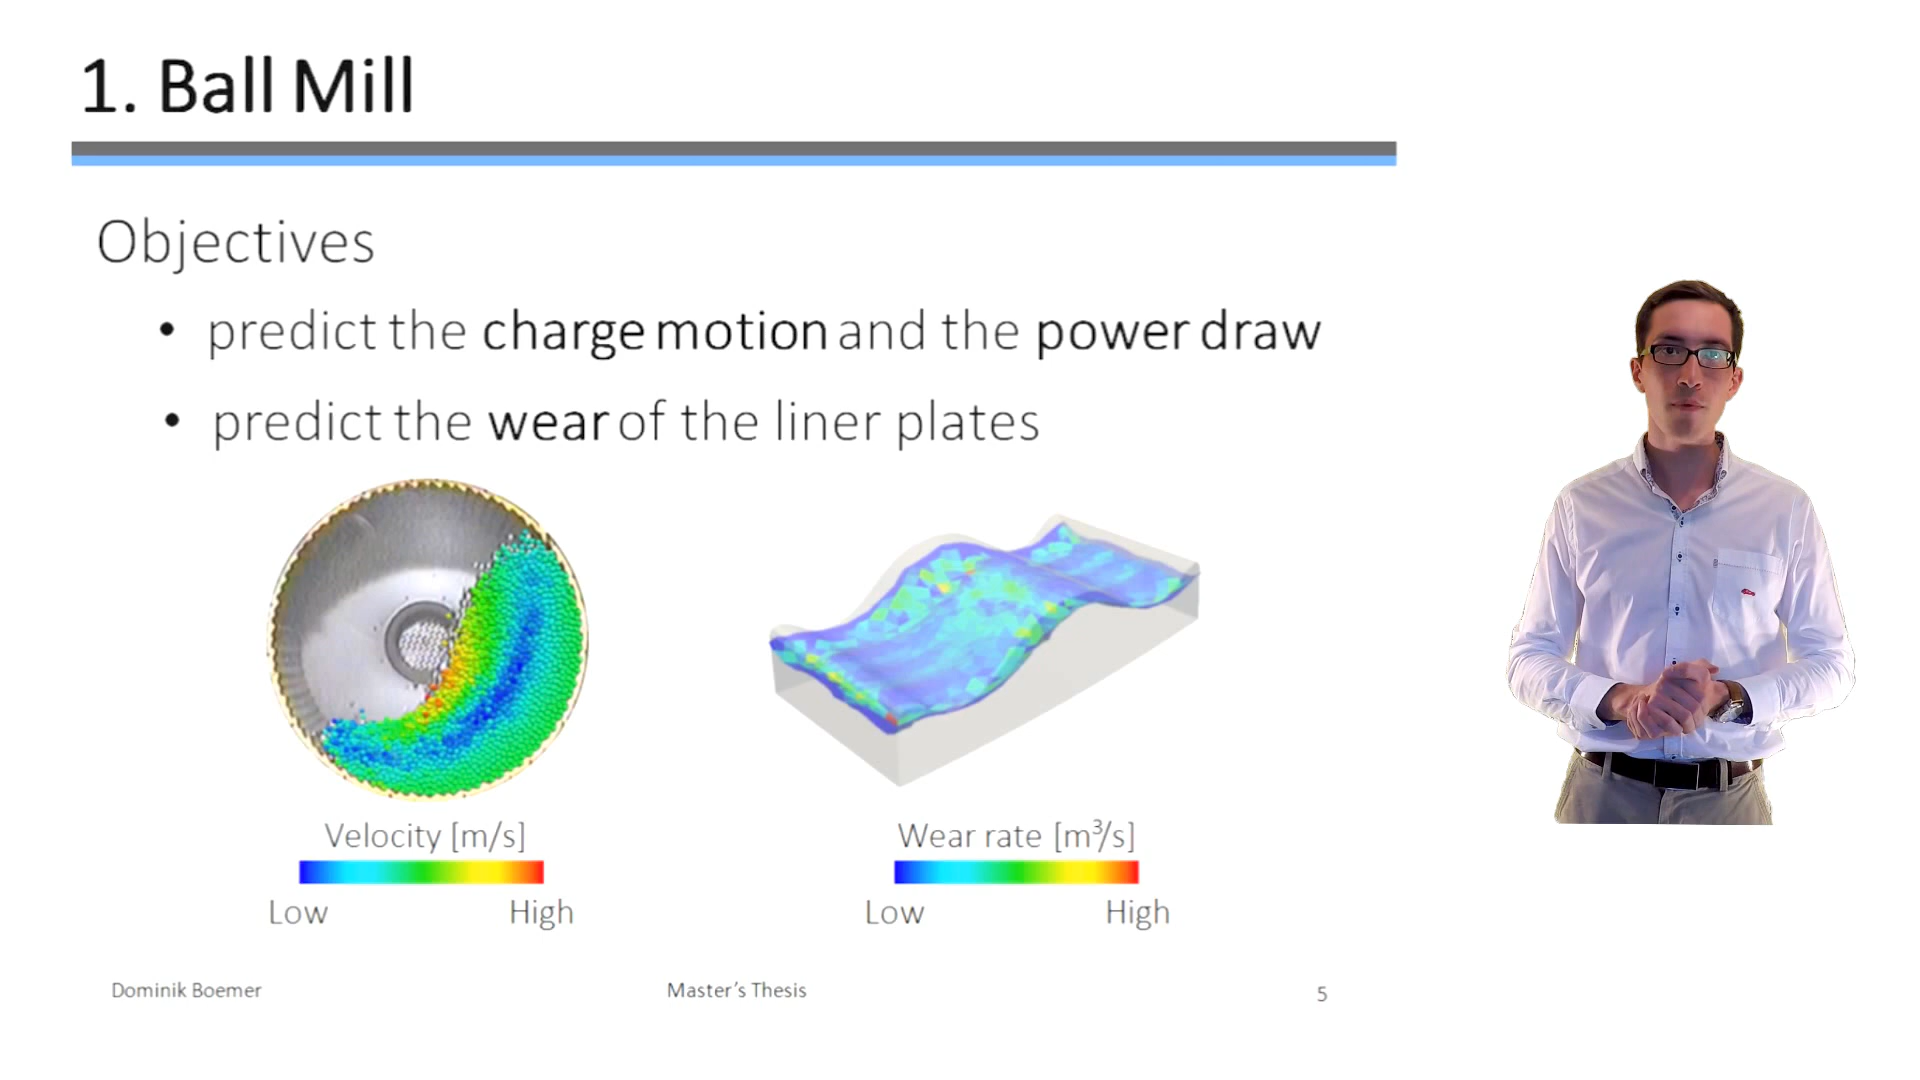 1. Ball Mill
Objectives
• predict the charge motion and the power draw
• predict the wear of the liner plates
Velocity [m/s]
Low High
Wear rate [m³/s]
Low High
Dominik Boemer Master's Thesis 5